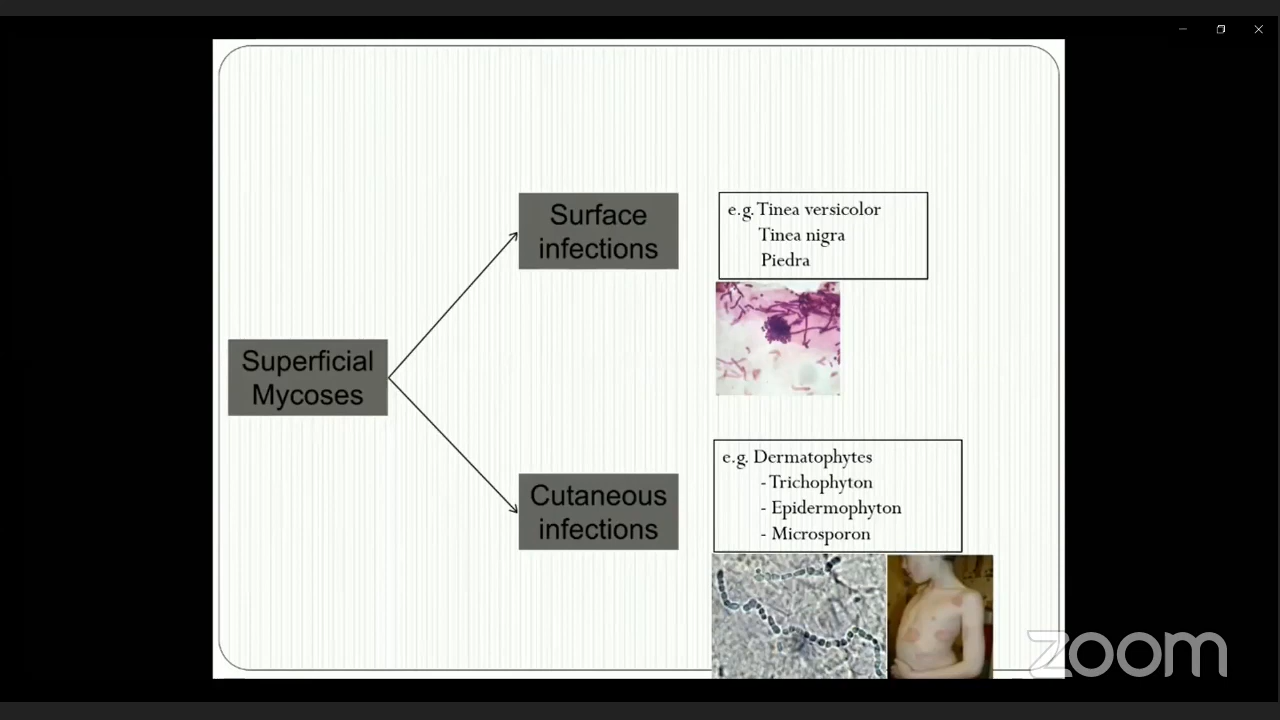 Surface
infections
e.g. Tinea versicolor
Tinea nigra
Piedra
Superficial
Mycoses
Cutaneous
infections
e.g. Dermatophytes
- Trichophyton
- Epidermophyton
- Microsporon
zoom